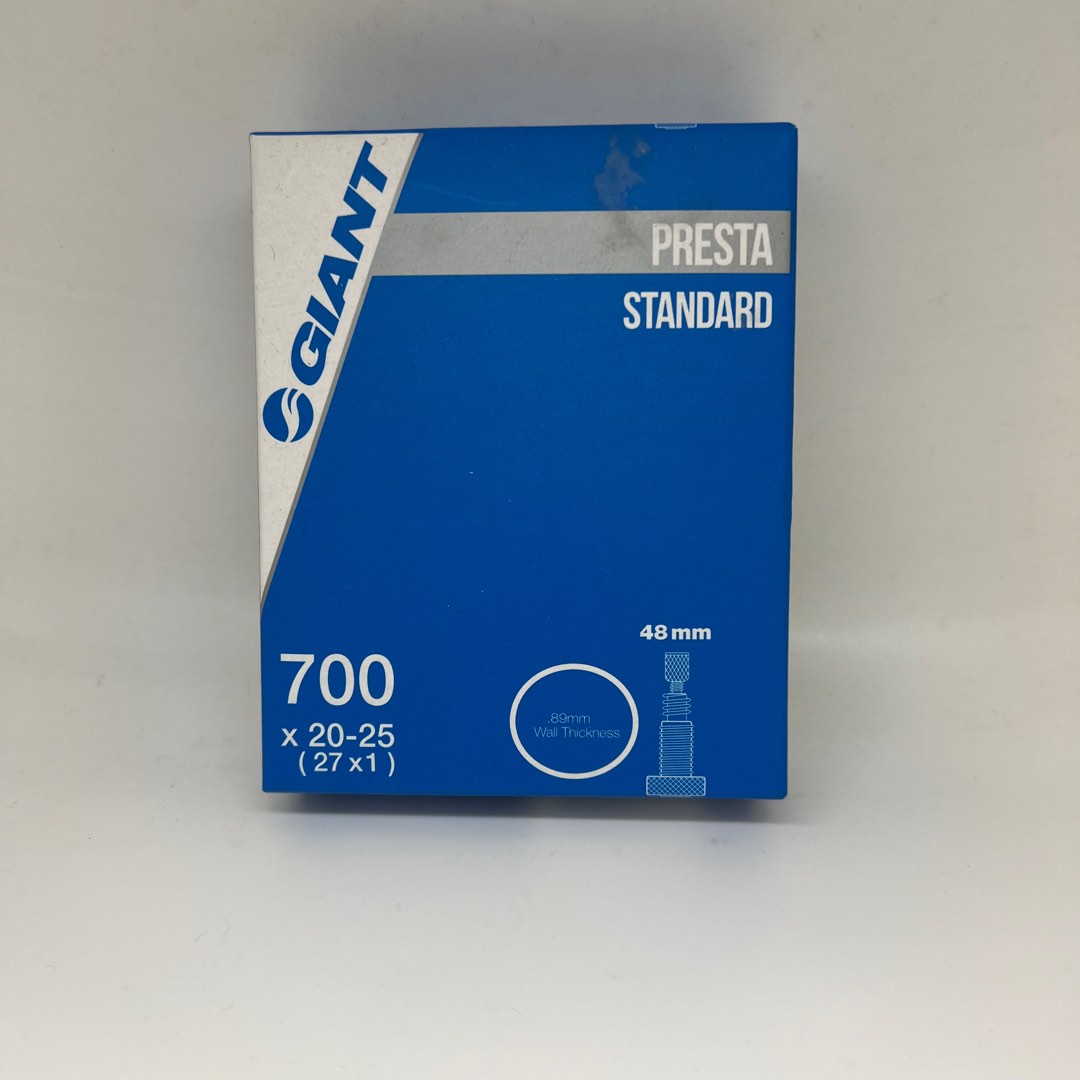 GIANT
PRESTA
STANDARD
48 mm
700
x 20-25
( 27 x 1 )
.89mm
Wall Thickness